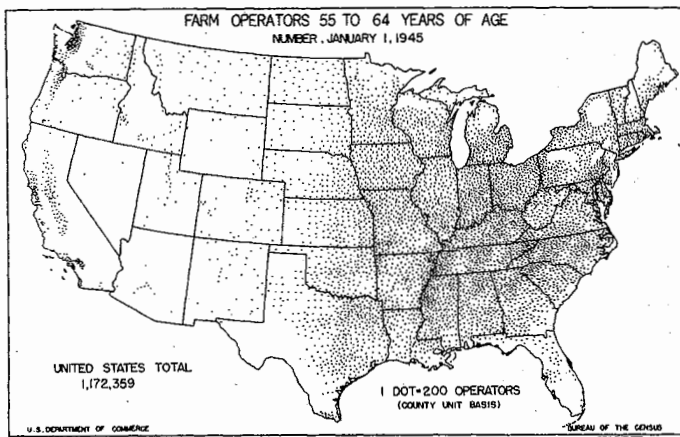 FARM OPERATORS 55 TO 64 YEARS OF AGE
NUMBER, JANUARY 1, 1945
UNITED STATES TOTAL
1,172,359
1 DOT=200 OPERATORS
(COUNTY UNIT BASIS)
U.S. DEPARTMENT OF COMMERCE
BUREAU OF THE CENSUS